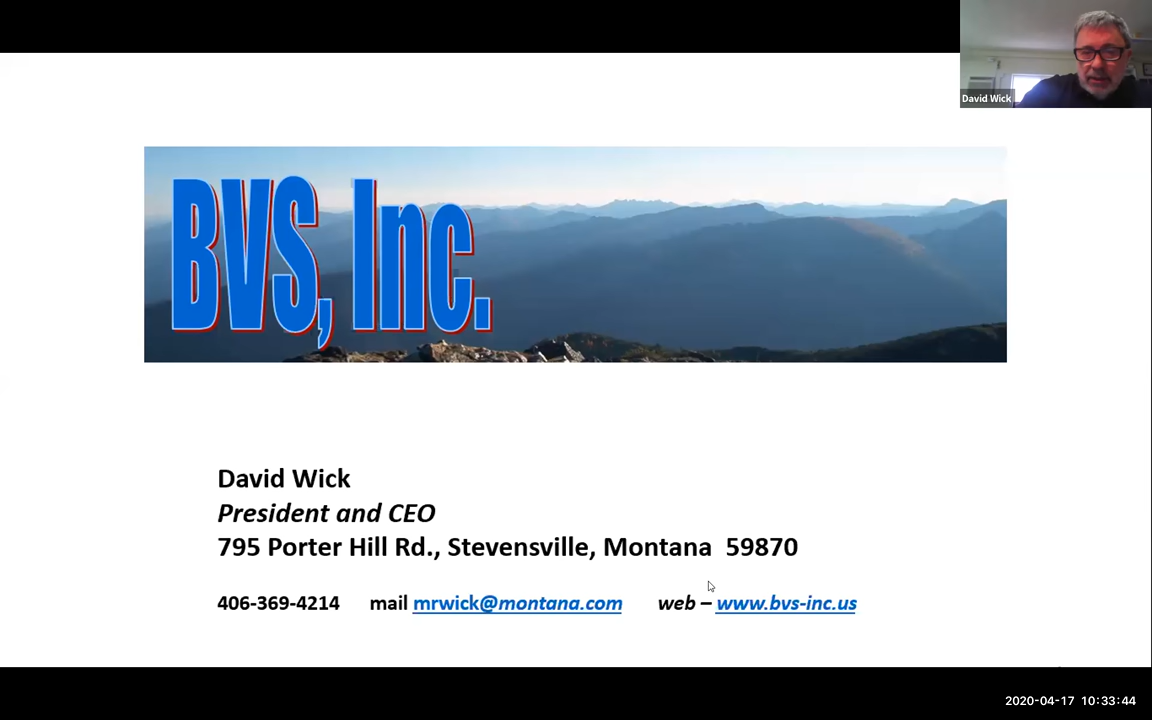 David Wick
BVS, Inc.
David Wick
President and CEO
795 Porter Hill Rd., Stevensville, Montana 59870
406-369-4214 mail mrwick@montana.com web – www.bvs-inc.us
2020-04-17 10:33:44